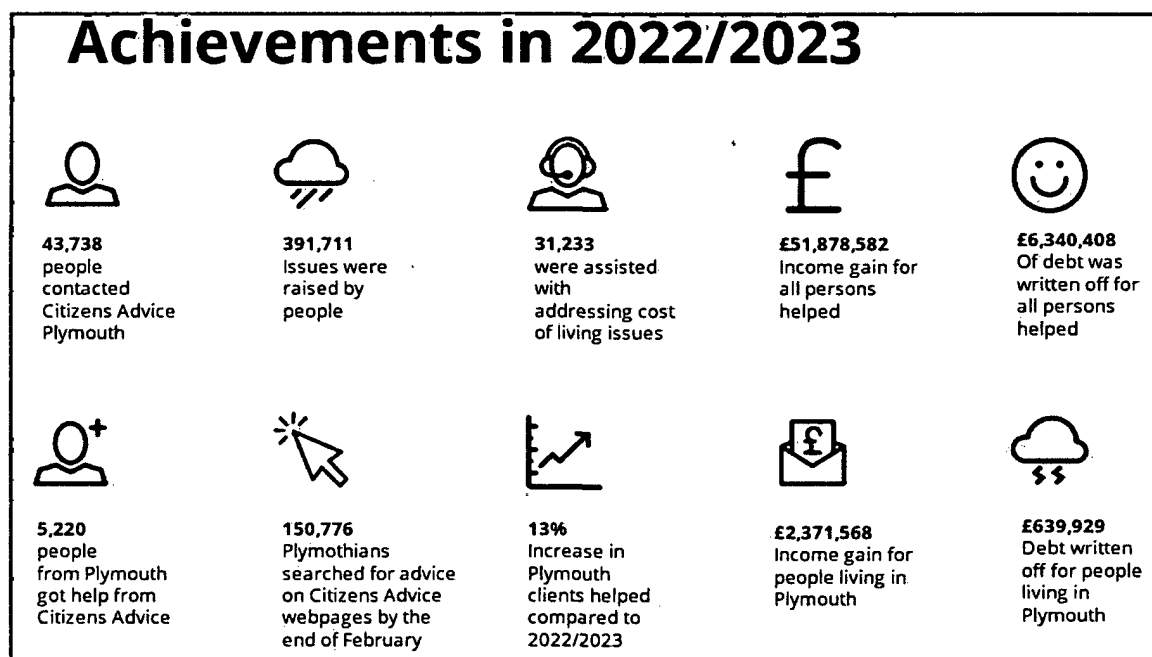 Achievements in 2022/2023
43,738
people
contacted
Citizens Advice
Plymouth
391,711
Issues were
raised by
people
31,233
were assisted
with
addressing cost
of living issues
£51,878,582
Income gain for
all persons
helped
£6,340,408
Of debt was
written off for
all persons
helped
5,220
people
from Plymouth
got help from
Citizens Advice
150,776
Plymothians
searched for advice
on Citizens Advice
webpages by the
end of February
13%
Increase in
Plymouth
clients helped
compared to
2022/2023
£2,371,568
Income gain for
people living in
Plymouth
£639,929
Debt written
off for people
living in
Plymouth